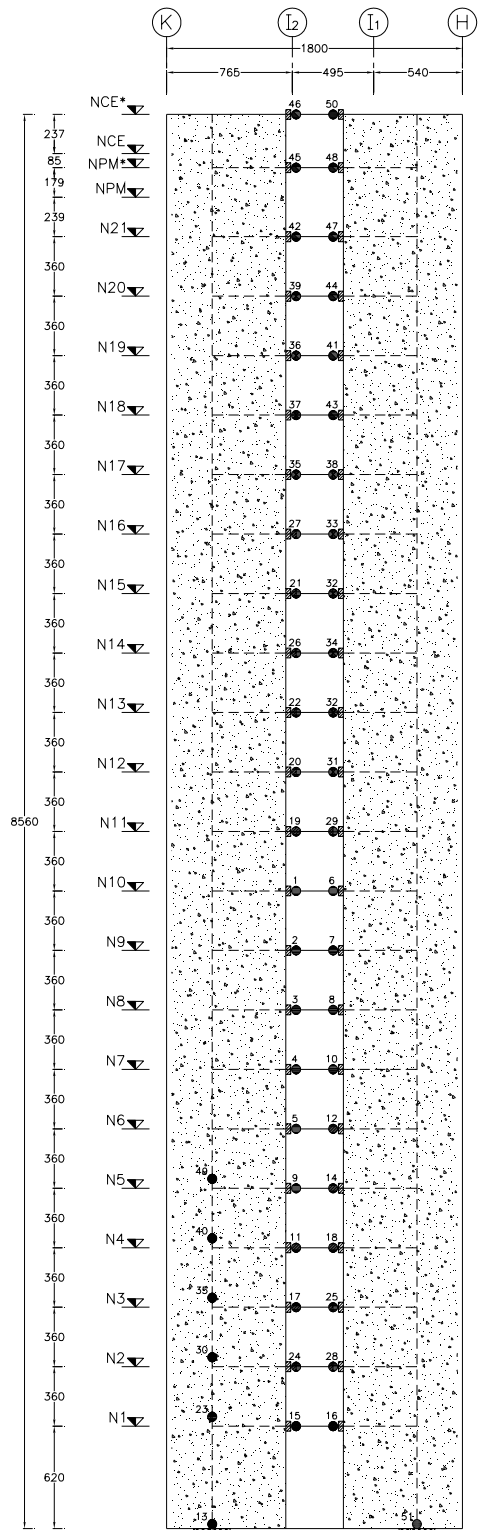 K I2 I1 H
1800
765 495 540
NCE* 46 50
237
NCE
85 NPM* 45 48
179
NPM
239
N21 42 47
360
N20 39 44
360
N19 36 41
360
N18 37 43
360
N17 35 38
360
N16 27 33
360
N15 21 32
360
N14 26 34
360
N13 22 32
360
N12 20 31
360
8560
N11 19 29
360
N10 1 6
360
N9 2 7
360
N8 3 8
360
N7 4 10
360
N6 5 12
360
49
N5 9 14
360
40
N4 11 18
360
35
N3 17 25
360
30
N2 24 28
360
23
N1 15 16
620
13 51